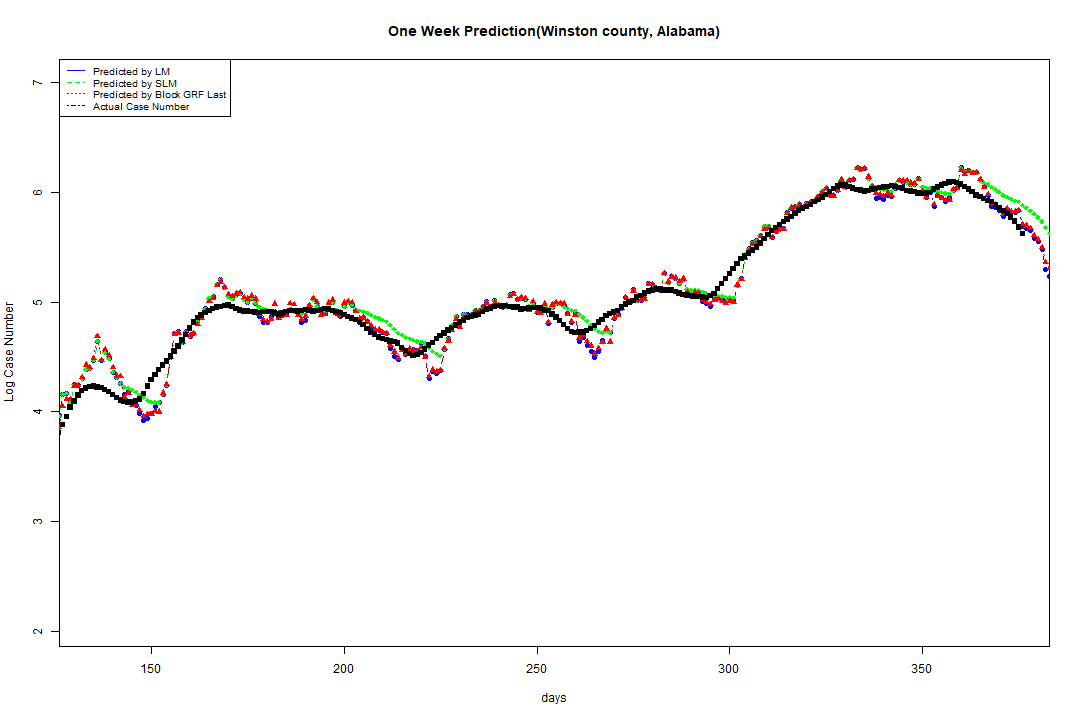 One Week Prediction(Winston county, Alabama)
Predicted by LM
Predicted by SLM
Predicted by Block GRF Last
Actual Case Number
7
6
5
4
3
2
Log Case Number
150 200 250 300 350
days